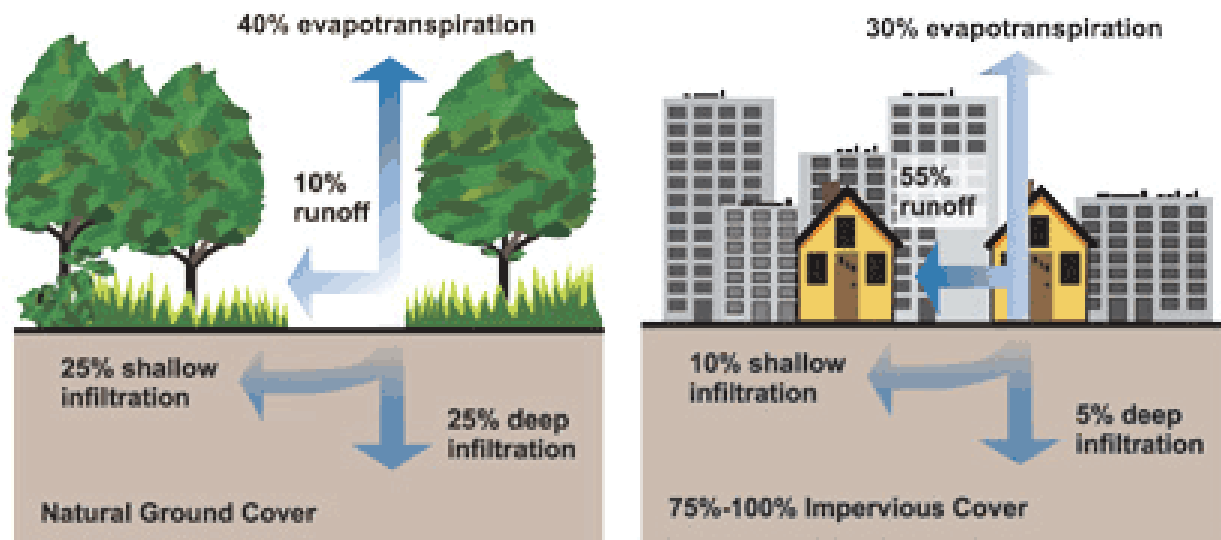 40% evapotranspiration
10%
runoff
25% shallow
infiltration
25% deep
infiltration
Natural Ground Cover
30% evapotranspiration
55%
runoff
10% shallow
infiltration
5% deep
infiltration
75%-100% Impervious Cover